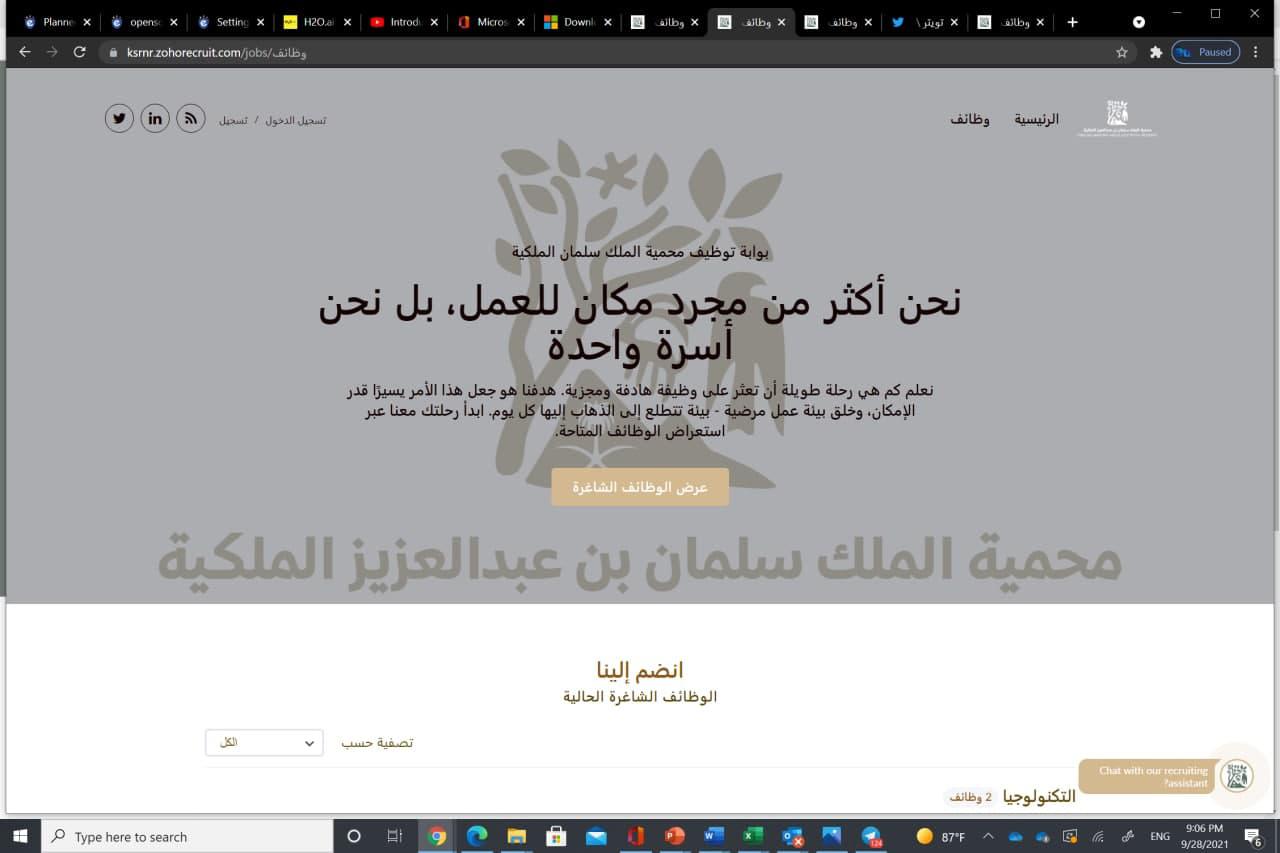 Planne
openso
Setting
H2O.ai
Introdu
Micros
Downl
وظائف
وظائف
وظائف
تويتر \
وظائف
ksrnr.zohorecruit.com/jobs/وظائف
Paused
الرئيسية
وظائف
تسجيل الدخول / تسجيل
بوابة توظيف محمية الملك سلمان الملكية
نحن أكثر من مجرد مكان للعمل، بل نحن
أسرة واحدة
نعلم كم هي رحلة طويلة أن تعثر على وظيفة هادفة ومجزية. هدفنا هو جعل هذا الأمر يسيرًا قدر
الإمكان، وخلق بيئة عمل مرضية - بيئة تتطلع إلى الذهاب إليها كل يوم. ابدأ رحلتك معنا عبر
استعراض الوظائف المتاحة.
عرض الوظائف الشاغرة
محمية الملك سلمان بن عبدالعزيز الملكية
انضم إلينا
الوظائف الشاغرة الحالية
تصفية حسب
الكل
التكنولوجيا 2 وظائف
Chat with our recruiting
?assistant
Type here to search
124
87°F
ENG
9:06 PM
9/28/2021
6